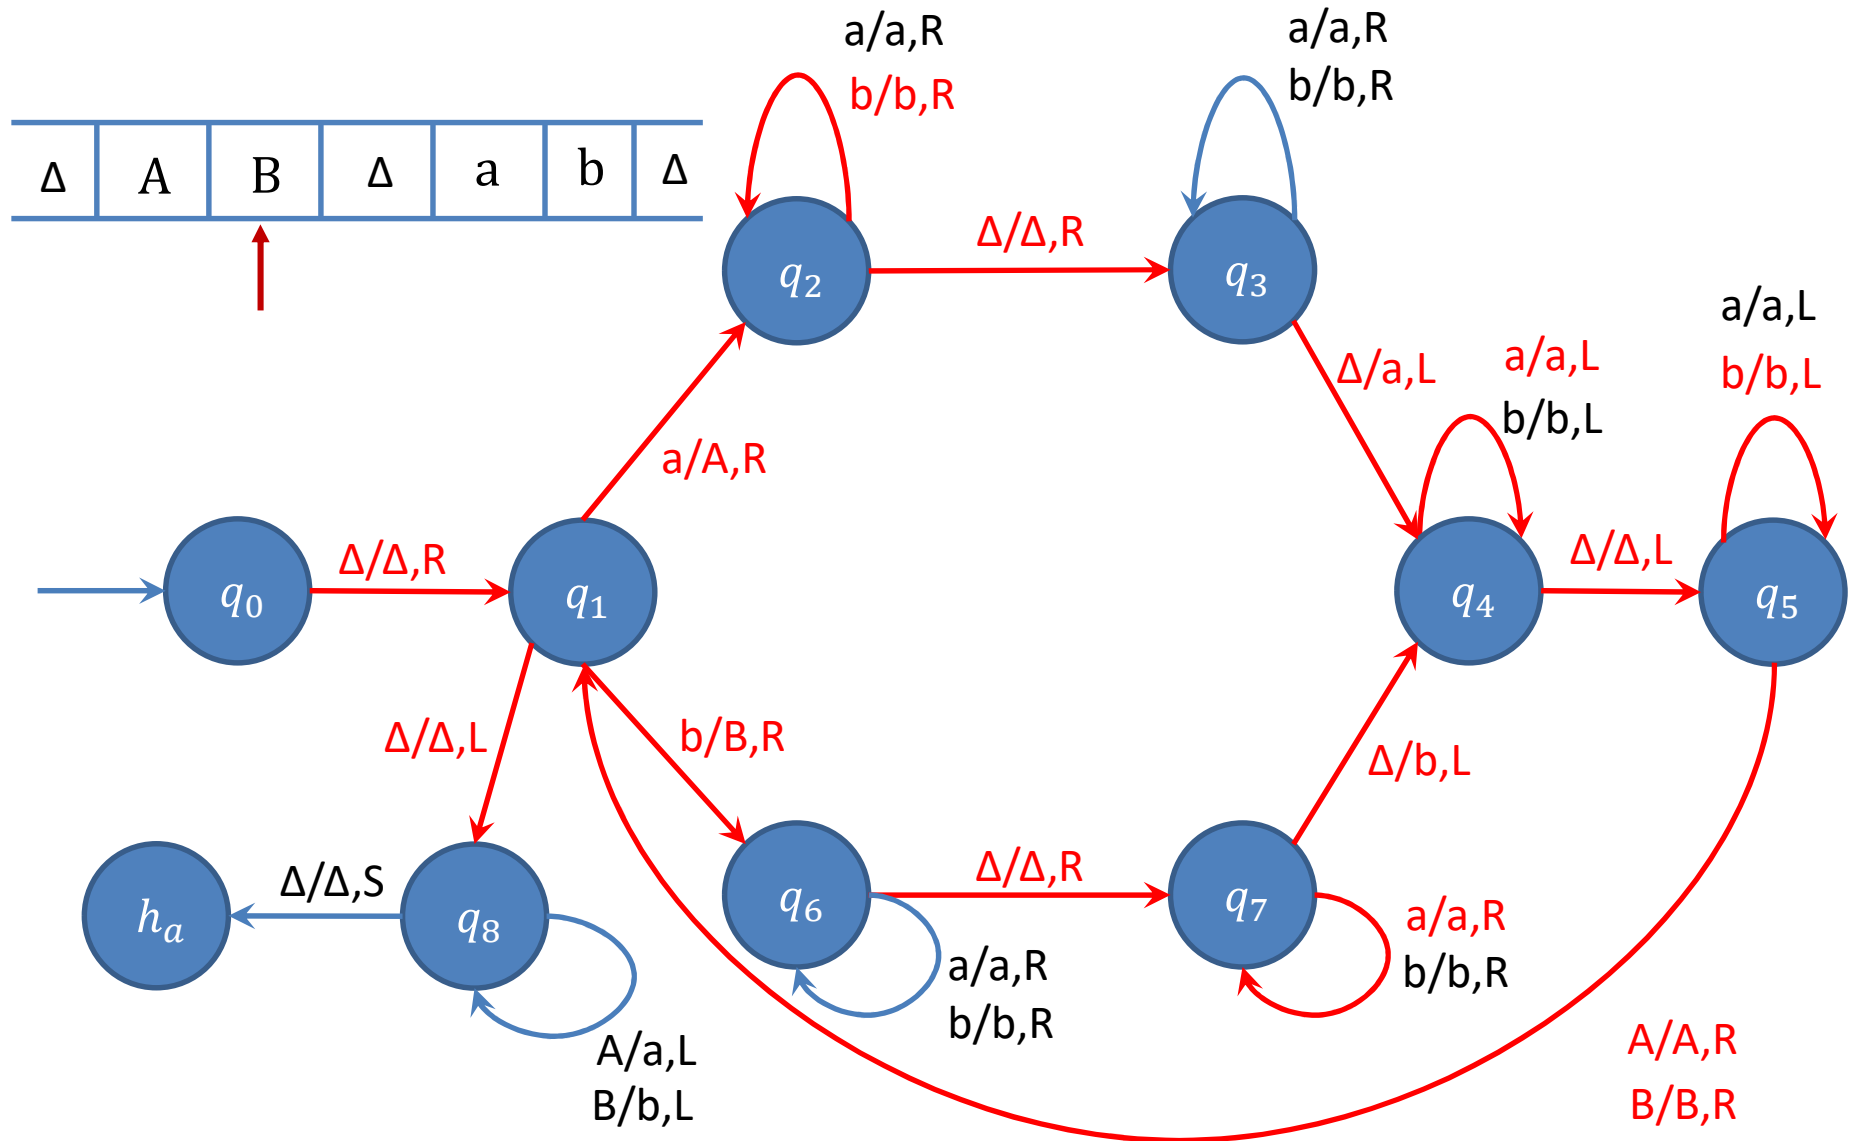 a/a,R
b/b,R
a/a,R
b/b,R
Δ A B Δ a b Δ
q₂
Δ/Δ,R
q₃
a/a,L
b/b,L
Δ/a,L
a/a,L
b/b,L
a/A,R
q₀
Δ/Δ,R
q₁
q₄
Δ/Δ,L
q₅
Δ/Δ,L
b/B,R
Δ/b,L
hₐ
Δ/Δ,S
q₈
q₆
Δ/Δ,R
q₇
a/a,R
b/b,R
a/a,R
b/b,R
A/a,L
B/b,L
A/A,R
B/B,R